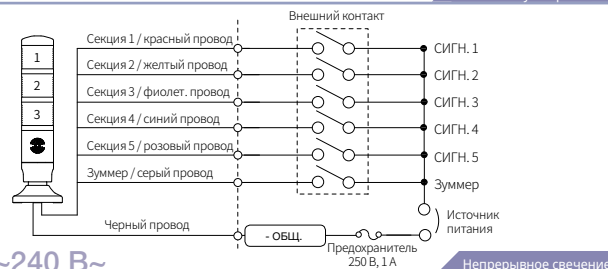 Внешний контакт
Секция 1 / красный провод
СИГН. 1
1
Секция 2 / желтый провод
СИГН. 2
2
Секция 3 / фиолет. провод
СИГН. 3
3
Секция 4 / синий провод
СИГН. 4
Секция 5 / розовый провод
СИГН. 5
Зуммер / серый провод
Зуммер
Источник
питания
Черный провод
- ОБЩ.
Предохранитель
250 В, 1 А
~240 В~
Непрерывное свечение